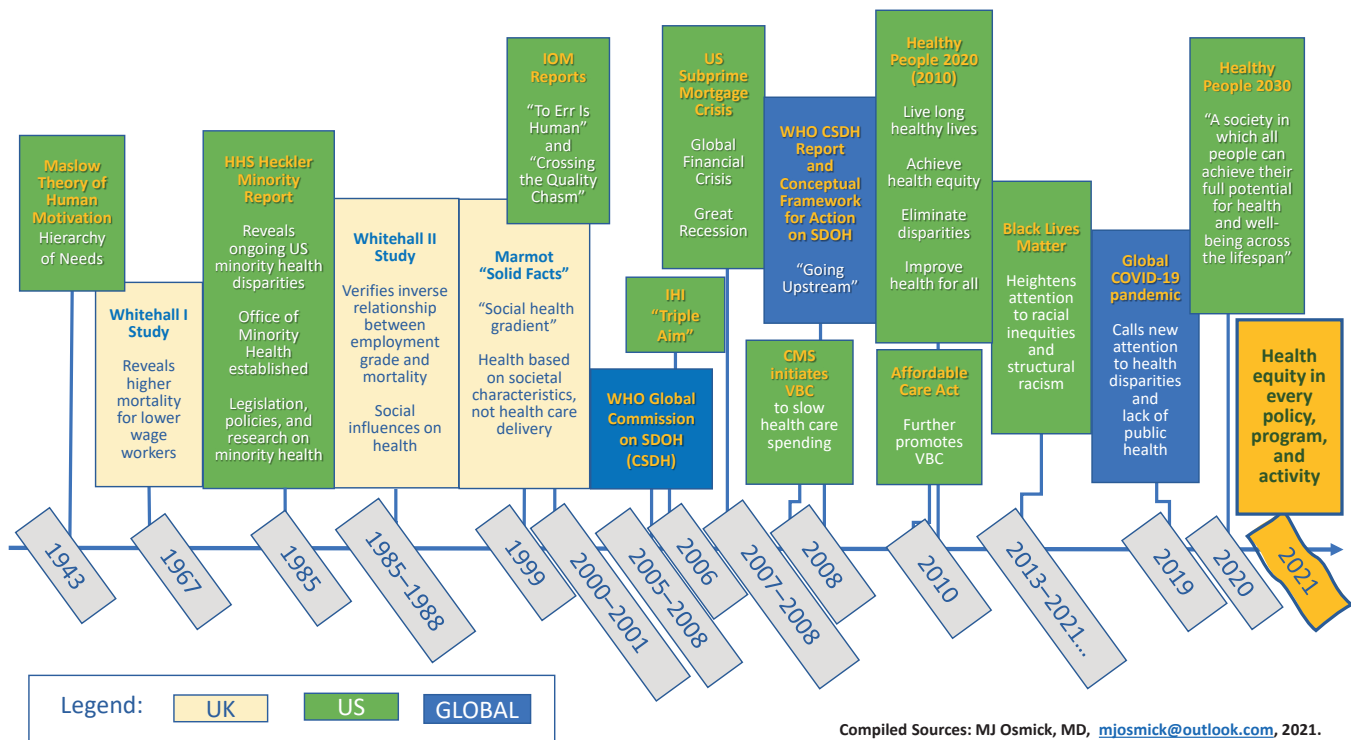 Maslow
Theory of
Human
Motivation
Hierarchy
of Needs
Whitehall I
Study
Reveals
higher
mortality
for lower
wage
workers
HHS Heckler
Minority
Report
Reveals
ongoing US
minority health
disparities
Office of
Minority
Health
established
Legislation,
policies, and
research on
minority health
Whitehall II
Study
Verifies inverse
relationship
between
employment
grade and
mortality
Social
influences on
health
Marmot
“Solid Facts”
“Social health
gradient”
Health based
on societal
characteristics,
not health care
delivery
IOM
Reports
“To Err Is
Human”
and
“Crossing
the Quality
Chasm”
WHO Global
Commission
on SDOH
(CSDH)
IHI
“Triple
Aim”
US
Subprime
Mortgage
Crisis
Global
Financial
Crisis
Great
Recession
WHO CSDH
Report
and
Conceptual
Framework
for Action
on SDOH
“Going
Upstream”
CMS
initiates
VBC
to slow
health care
spending
Healthy
People 2020
(2010)
Live long
healthy lives
Achieve
health equity
Eliminate
disparities
Improve
health for all
Affordable
Care Act
Further
promotes
VBC
Black Lives
Matter
Heightens
attention
to racial
inequities
and
structural
racism
Global
COVID-19
pandemic
Calls new
attention
to health
disparities
and
lack of
public
health
Healthy
People 2030
“A society in
which all
people can
achieve their
full potential
for health
and well-
being across
the lifespan”
Health
equity in
every
policy,
program,
and
activity
1943
1967
1985
1985–1988
1999
2000–2001
2005–2008
2006
2007–2008
2008
2010
2013–2021…
2019
2020
2021
Legend:
UK
US
GLOBAL
Compiled Sources: MJ Osmick, MD, mjosmick@outlook.com, 2021.